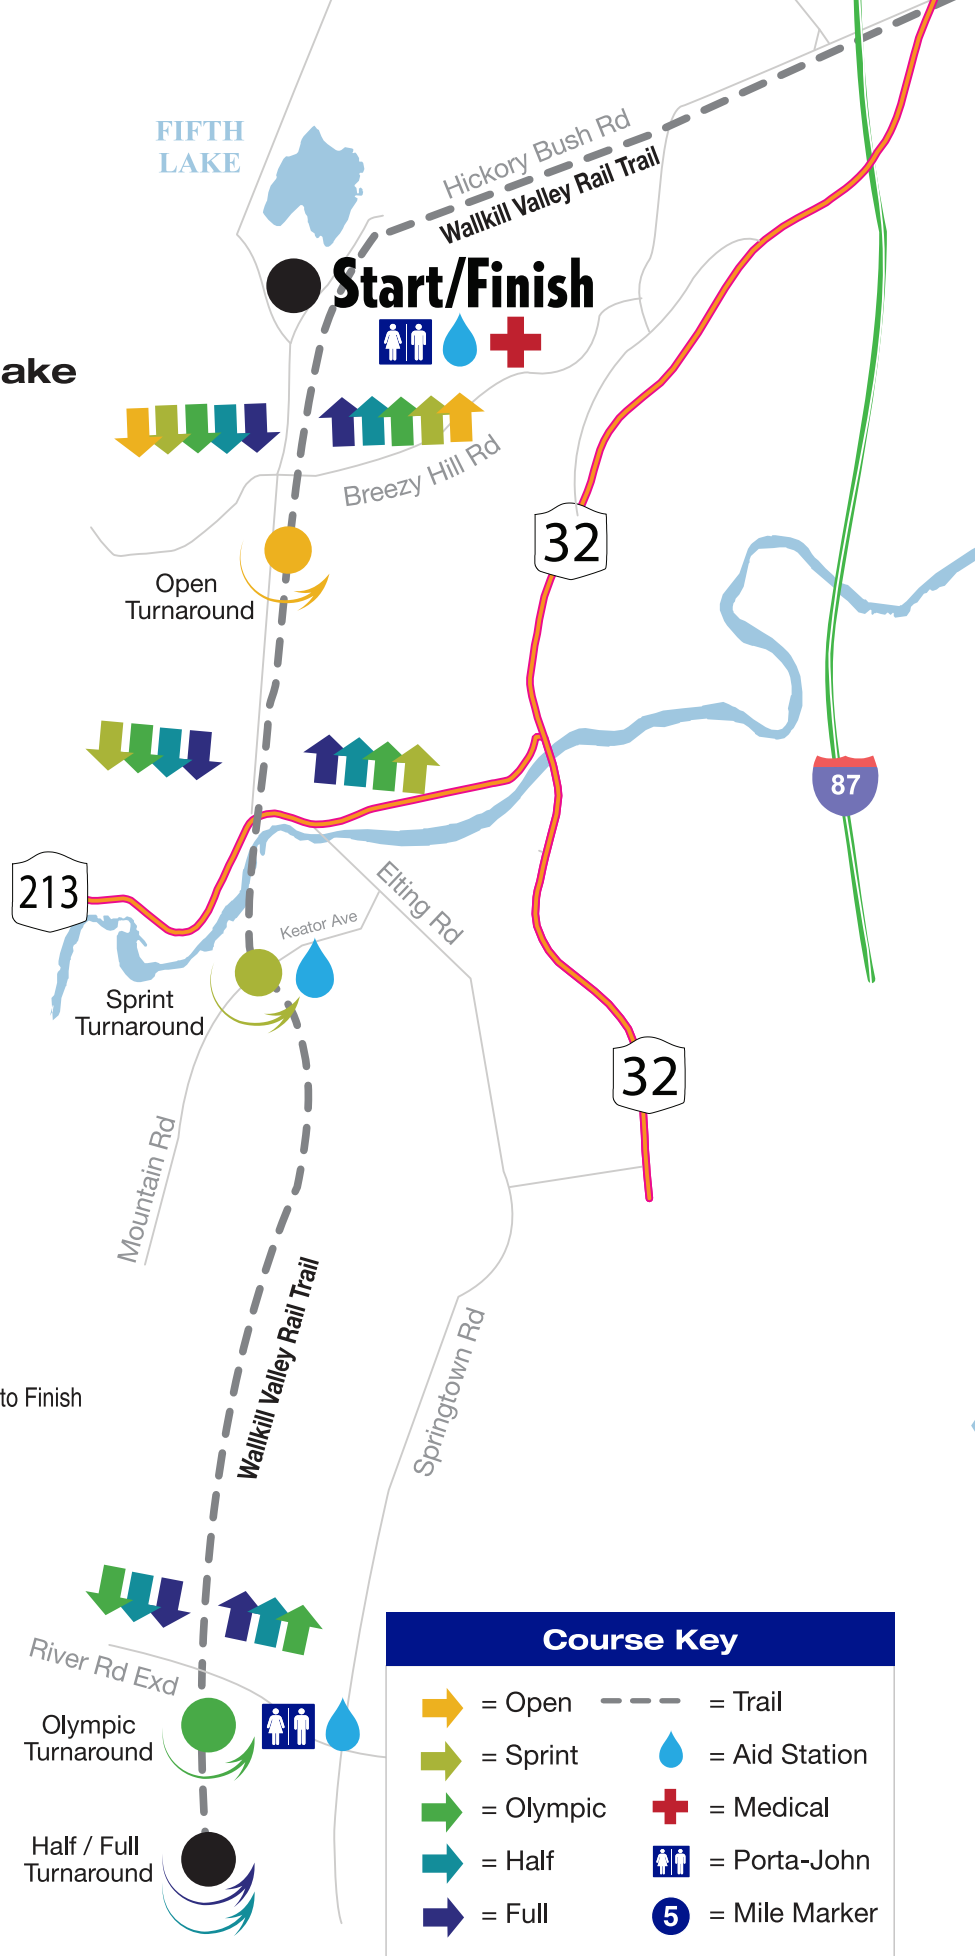 FIFTH
LAKE
Hickory Bush Rd
Wallkill Valley Rail Trail
Start/Finish
ake
Breezy Hill Rd
32
Open
Turnaround
87
213
Elting Rd
Keator Ave
Sprint
Turnaround
32
Mountain Rd
Wallkill Valley Rail Trail
Springtown Rd
to Finish
River Rd Exd
Olympic
Turnaround
Half / Full
Turnaround
Course Key
= Open
= Trail
= Sprint
= Aid Station
= Olympic
= Medical
= Half
= Porta-John
= Full
5 = Mile Marker